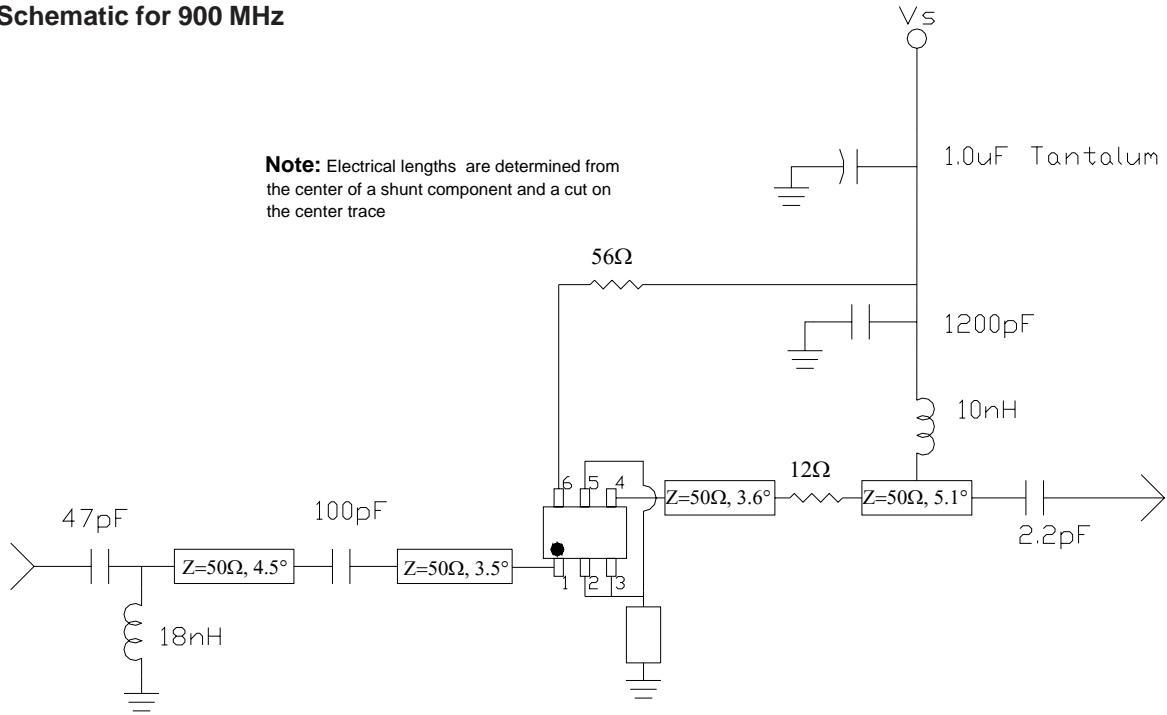 Schematic for 900 MHz
Vs
Note: Electrical lengths are determined from
the center of a shunt component and a cut on
the center trace
1.0uF Tantalum
56Ω
1200pF
10nH
6 5 4
Z=50Ω, 3.6°
12Ω
Z=50Ω, 5.1°
2.2pF
47pF
100pF
Z=50Ω, 4.5°
Z=50Ω, 3.5°
1 2 3
18nH